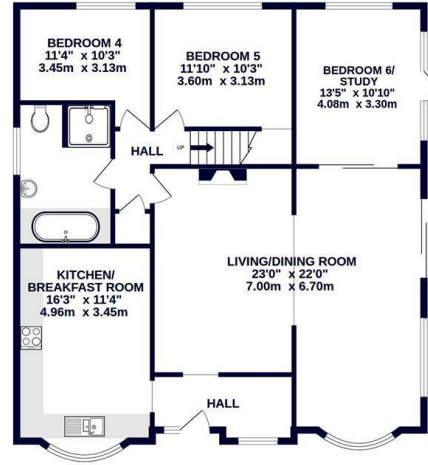 BEDROOM 4
11'4" x 10'3"
3.45m x 3.13m
BEDROOM 5
11'10" x 10'3"
3.60m x 3.13m
BEDROOM 6/
STUDY
13'5" x 10'10"
4.08m x 3.30m
HALL
UP
LIVING/DINING ROOM
23'0" x 22'0"
7.00m x 6.70m
KITCHEN/
BREAKFAST ROOM
16'3" x 11'4"
4.96m x 3.45m
HALL